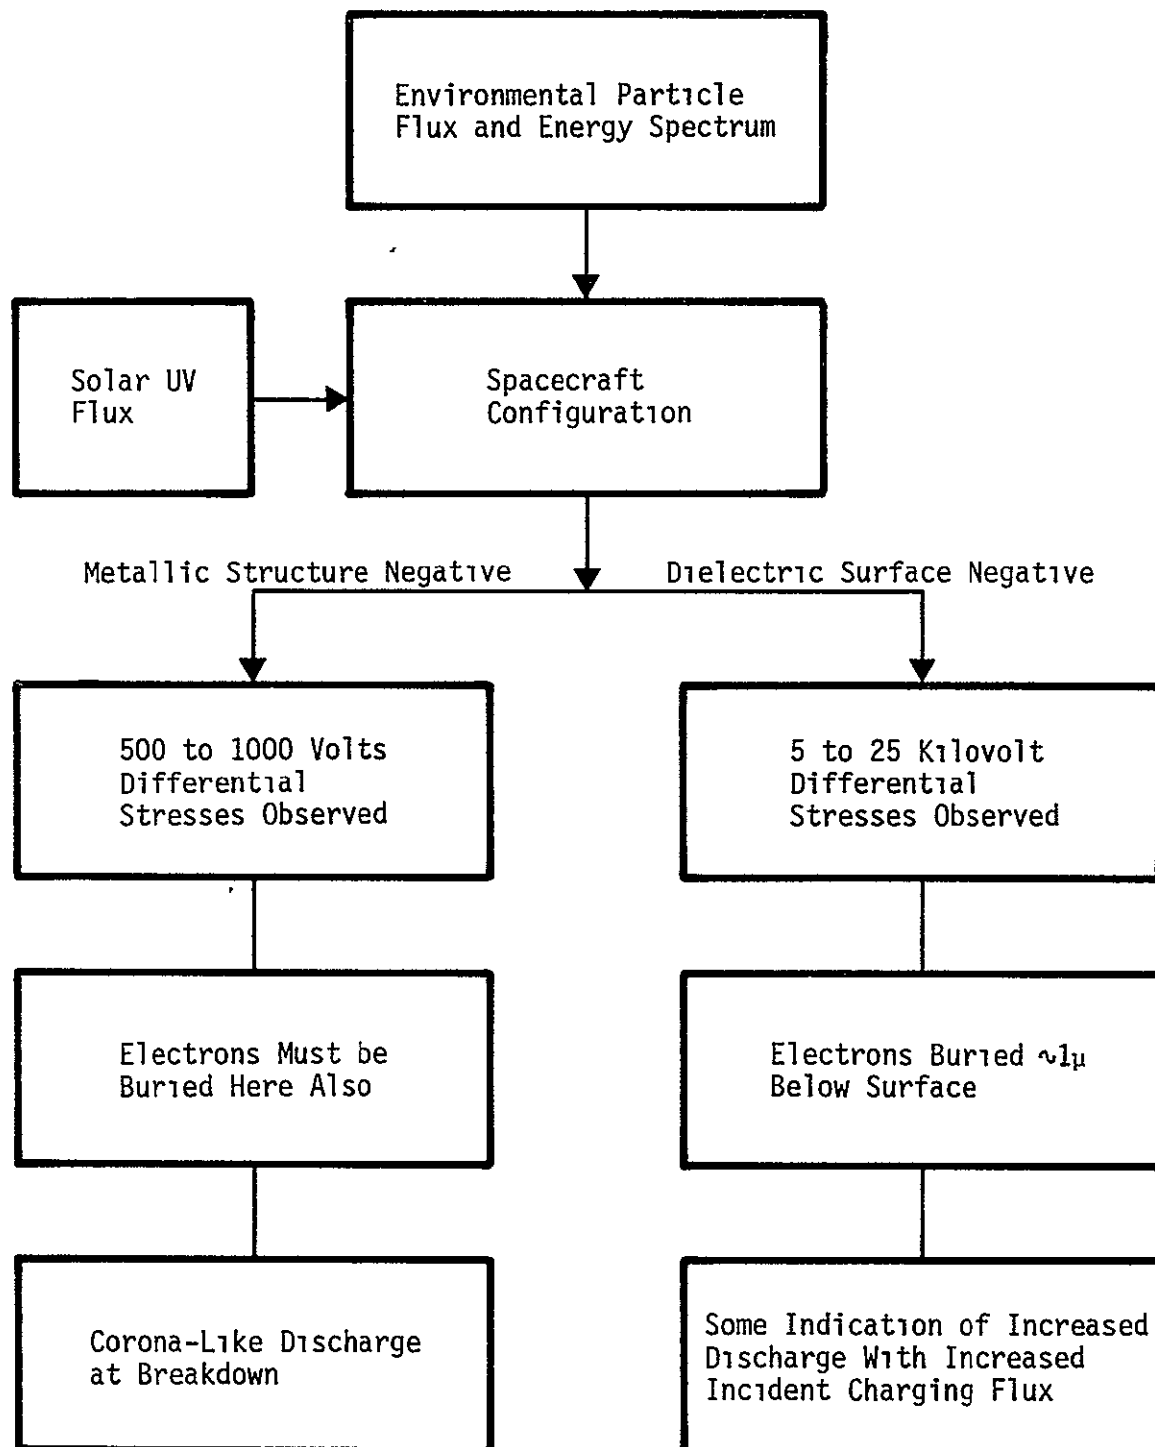 Environmental Particle
Flux and Energy Spectrum
Solar UV
Flux
Spacecraft
Configuration
Metallic Structure Negative
Dielectric Surface Negative
500 to 1000 Volts
Differential
Stresses Observed
5 to 25 Kilovolt
Differential
Stresses Observed
Electrons Must be
Buried Here Also
Electrons Buried ~1μ
Below Surface
Corona-Like Discharge
at Breakdown
Some Indication of Increased
Discharge With Increased
Incident Charging Flux